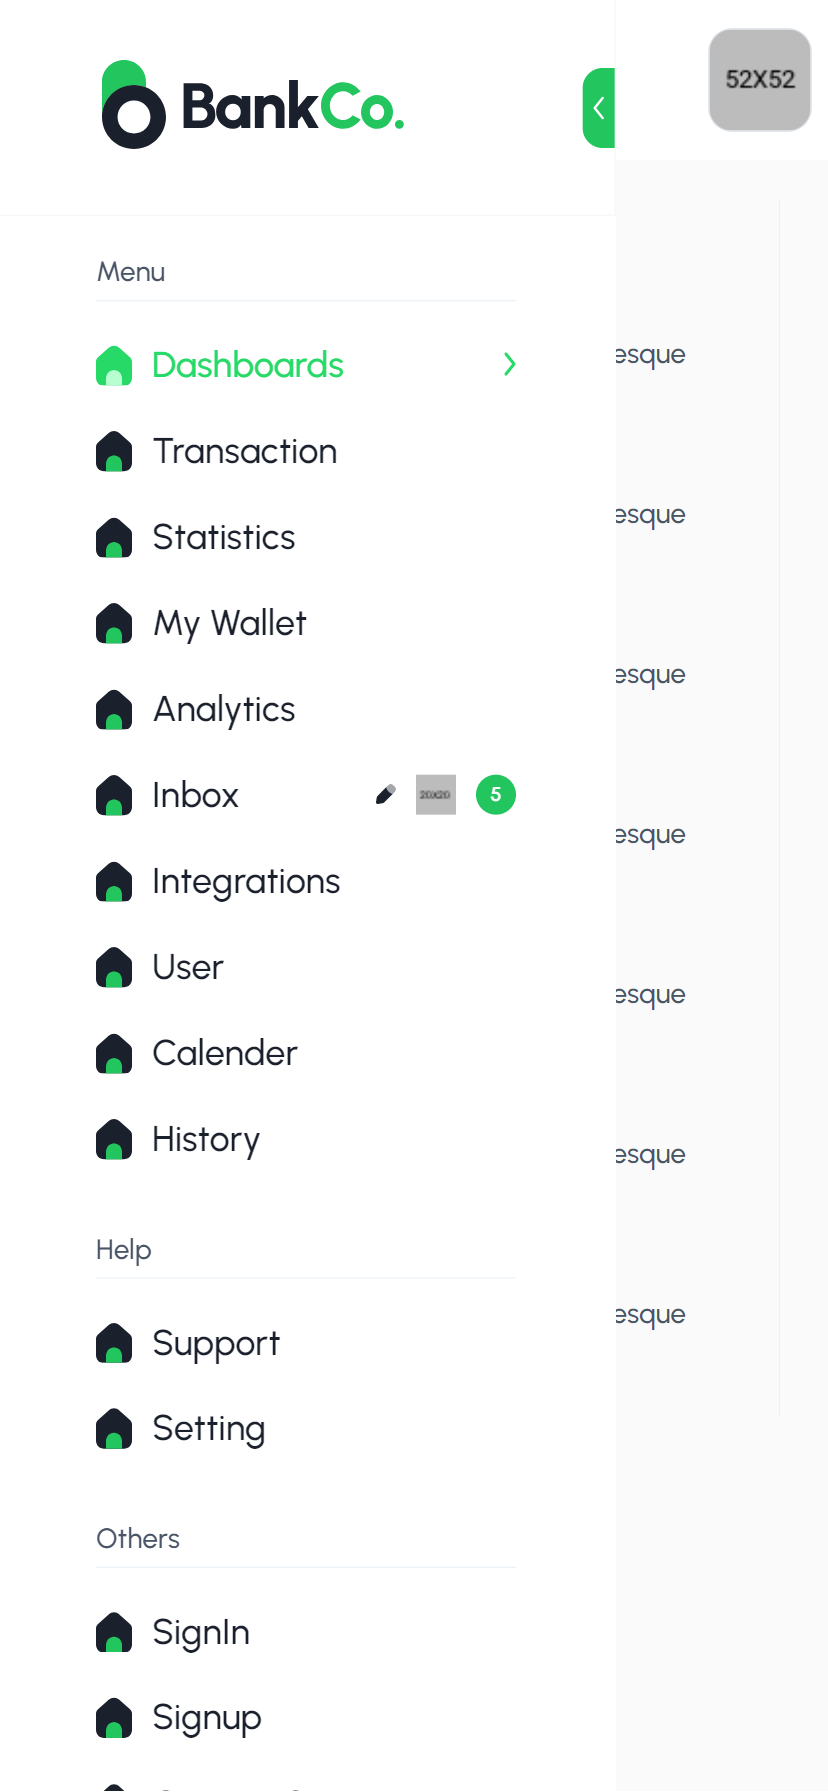 BankCo.
52X52
Menu
Dashboards
esque
Transaction
esque
Statistics
My Wallet
esque
Analytics
Inbox 20X20 5
esque
Integrations
User
esque
Calender
History
esque
Help
esque
Support
Setting
Others
SignIn
Signup